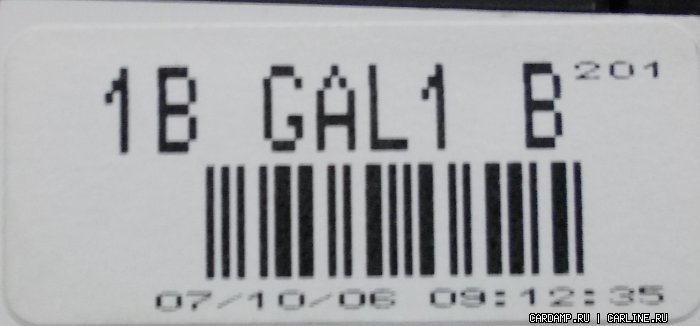 1B GAL1 B 201
07/10/06 09:12:35
CARDAMP.RU | CARLINE.RU